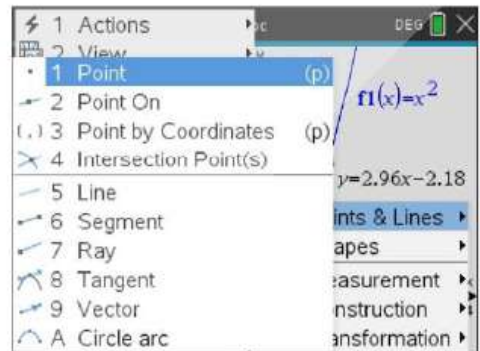 1 Actions
DEG
2 View
1 Point (p)
2 Point On
3 Point by Coordinates (p)
4 Intersection Point(s)
5 Line
6 Segment
7 Ray
8 Tangent
9 Vector
A Circle arc
f1(x)=x²
y=2.96x−2.18
ints & Lines
apes
easurement
nstruction
ansformation